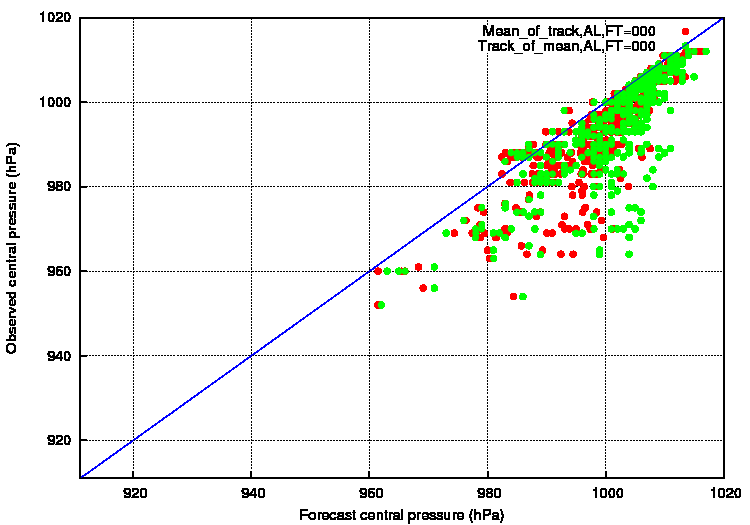 1020
1000
980
960
940
920
Observed central pressure (hPa)
Mean_of_track,AL,FT=000
Track_of_mean,AL,FT=000
920 940 960 980 1000 1020
Forecast central pressure (hPa)